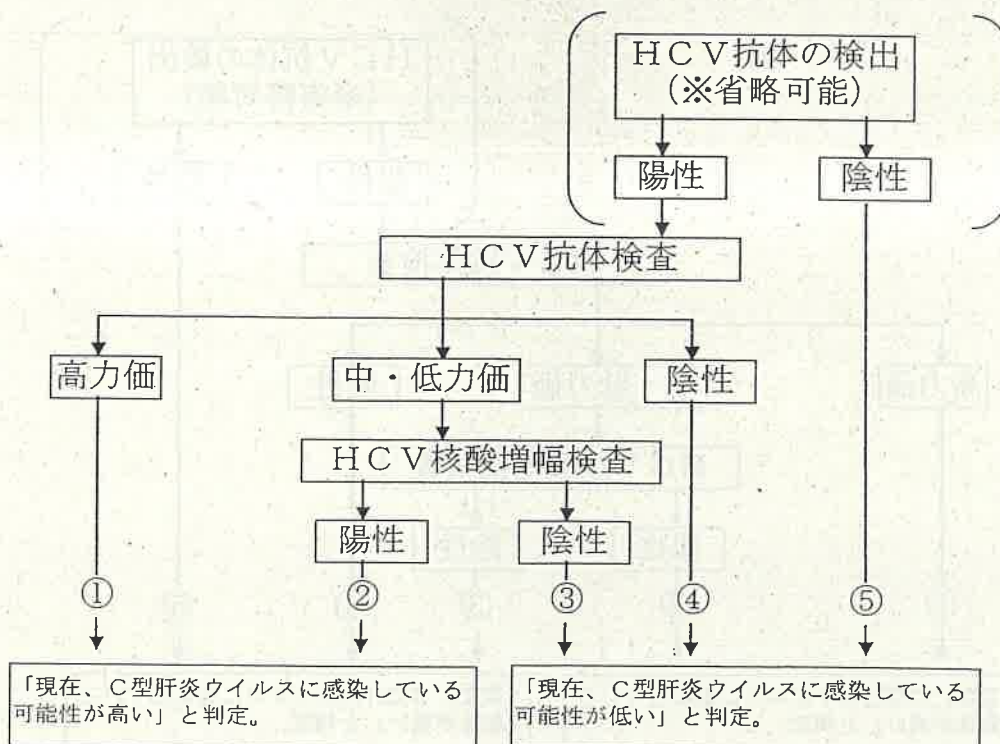 ＨＣＶ抗体の検出
（※省略可能）
陽性
陰性
ＨＣＶ抗体検査
高力価
中・低力価
陰性
ＨＣＶ核酸増幅検査
陽性
陰性
①
②
③
④
⑤
「現在、Ｃ型肝炎ウイルスに感染している
可能性が高い」と判定。
「現在、Ｃ型肝炎ウイルスに感染している
可能性が低い」と判定。